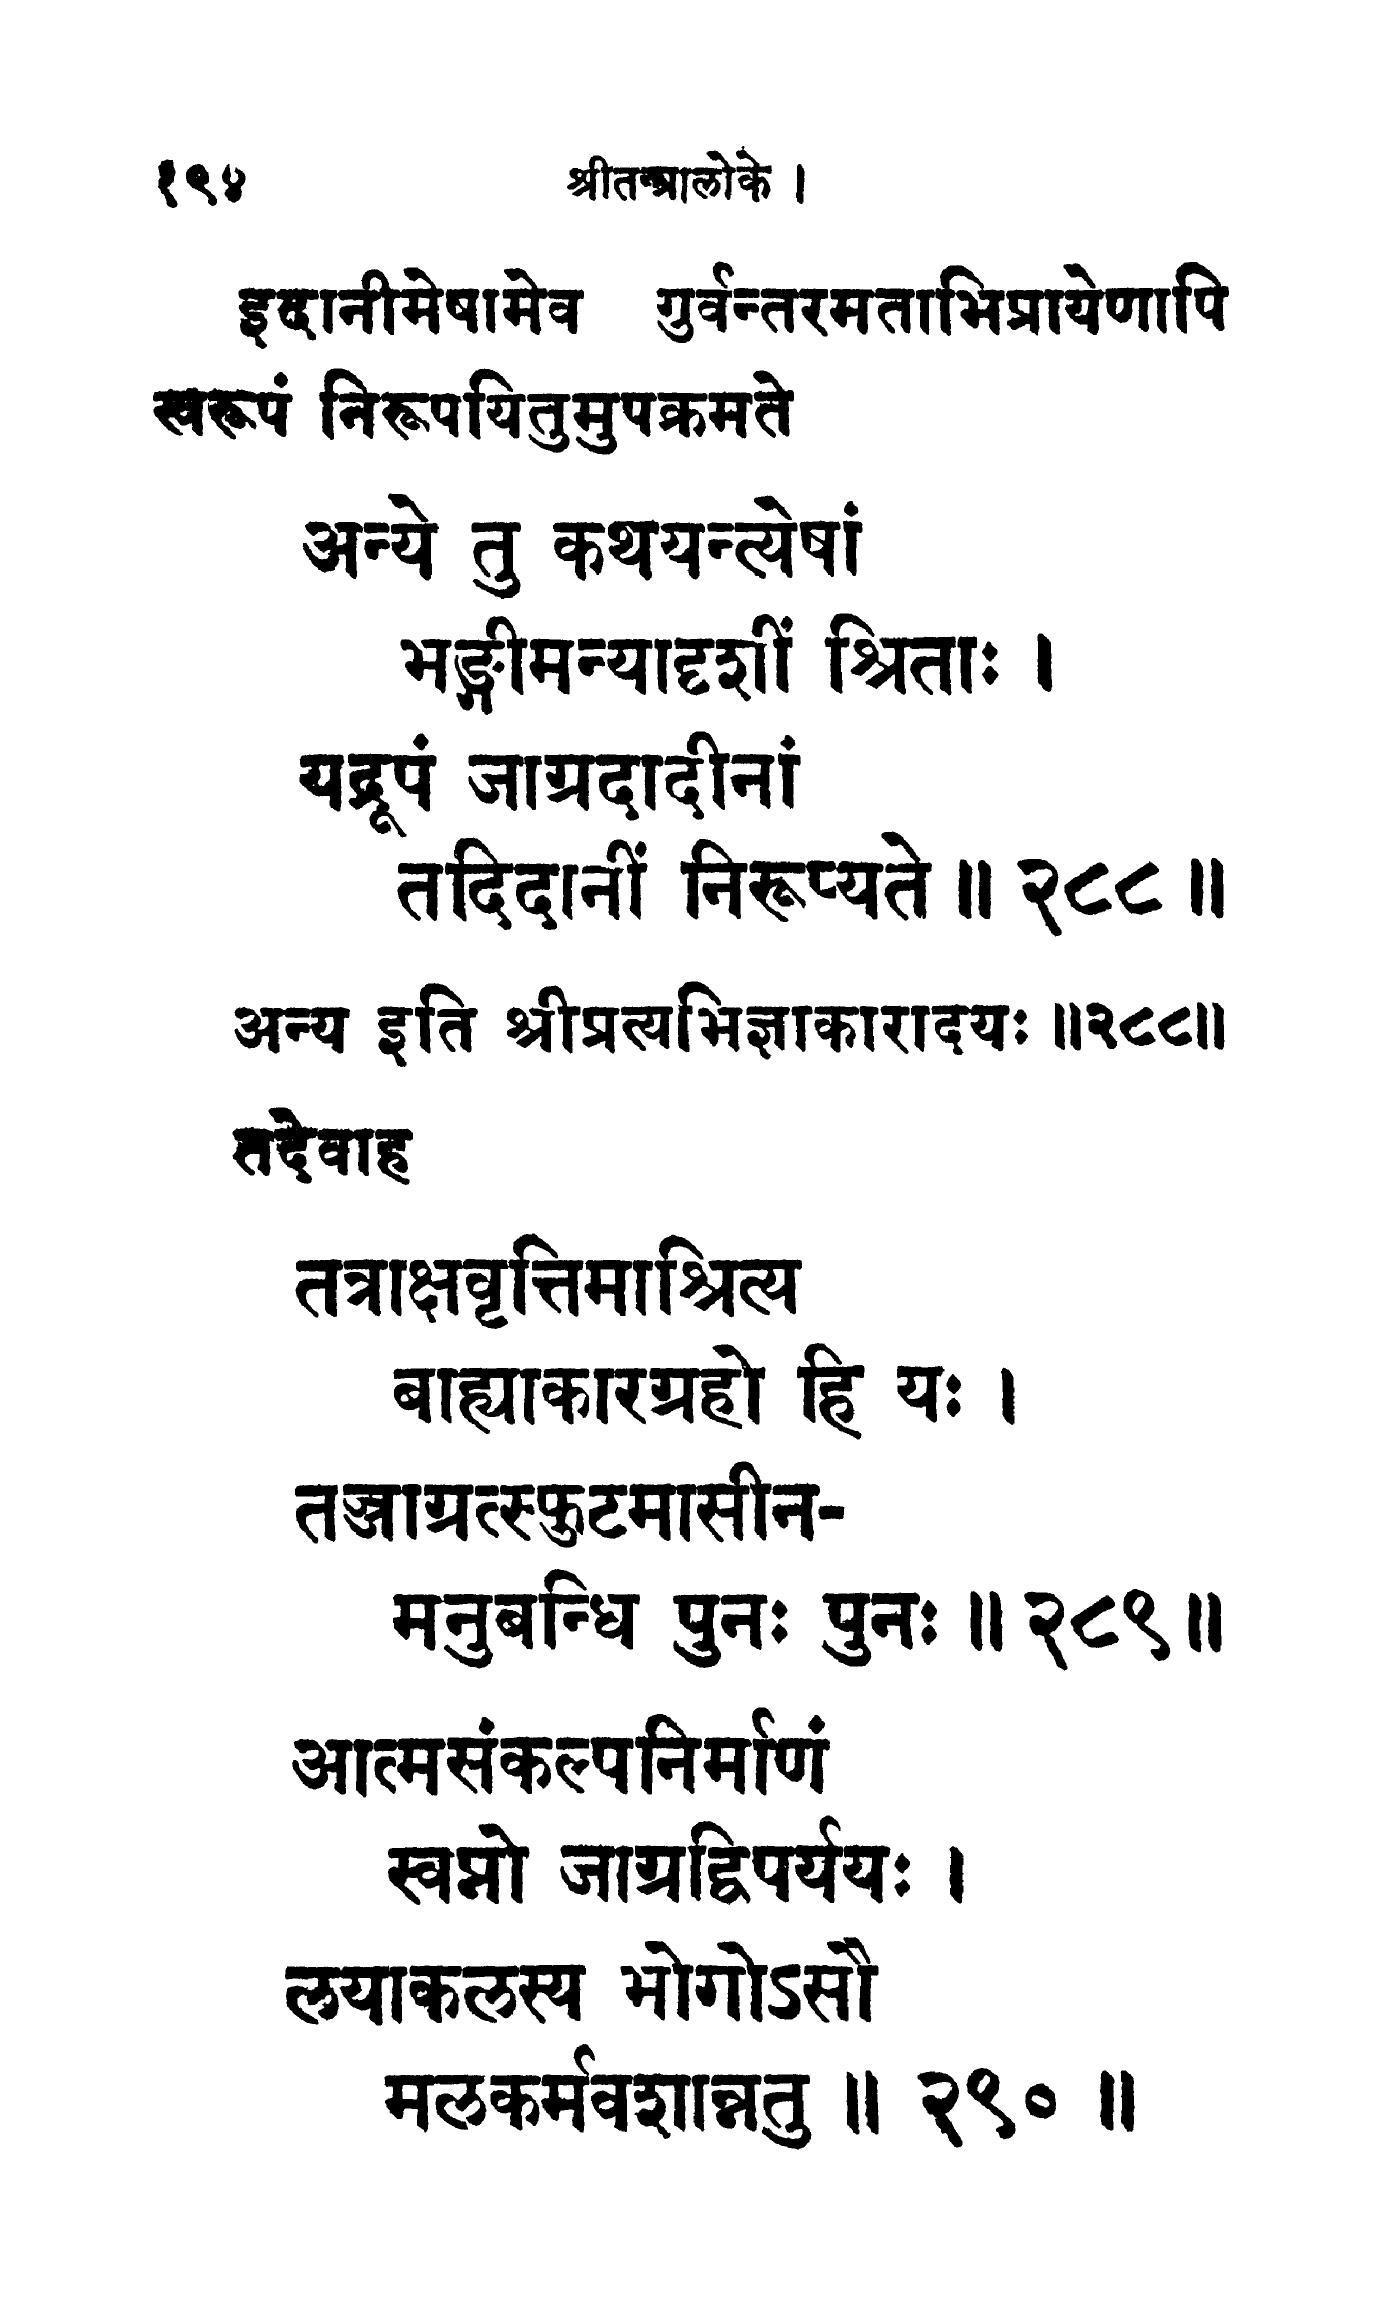 १९४ श्रीतन्त्रालोके ।
इदानीमेषामेव गुर्वन्तरमताभिप्रायेणापि
स्वरूपं निरूपयितुमुपक्रमते
अन्ये तु कथयन्त्येषां
भङ्गीमन्यादृशीं श्रिताः ।
यद्रूपं जाग्रदादीनां
तदिदानीं निरूप्यते ॥ २८८ ॥
अन्य इति श्रीप्रत्यभिज्ञाकारादयः ॥२८८॥
तदेवाह
तत्राक्षवृत्तिमाश्रित्य
बाह्याकारग्रहो हि यः ।
तज्जाग्रत्स्फुटमासीन-
मनुबन्धि पुनः पुनः ॥ २८९ ॥
आत्मसंकल्पनिर्माणं
स्वप्नो जाग्रद्विपर्ययः ।
लयाकलस्य भोगोऽसौ
मलकर्मवशान्नतु ॥ २९० ॥